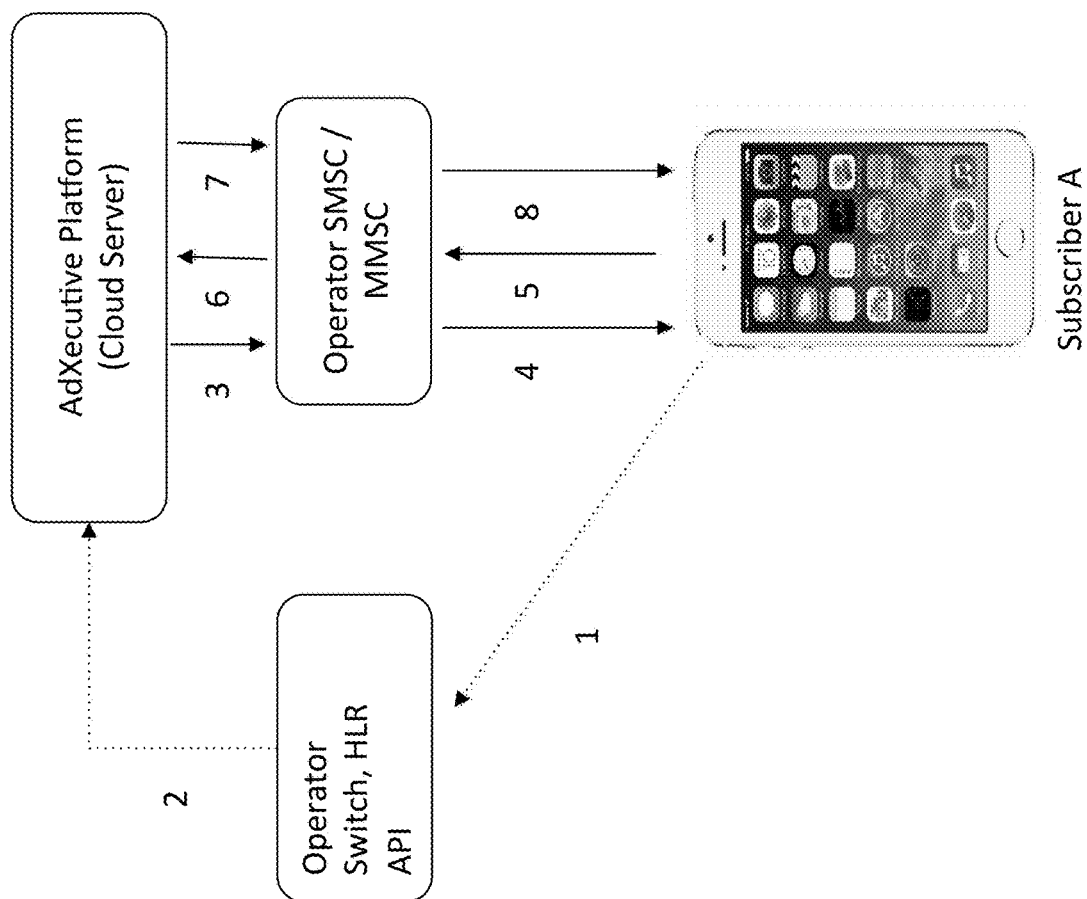 AdXecutive Platform
(Cloud Server)
7
6
3
Operator SMSC /
MMSC
8
5
4
Subscriber A
1
2
Operator
Switch, HLR
API